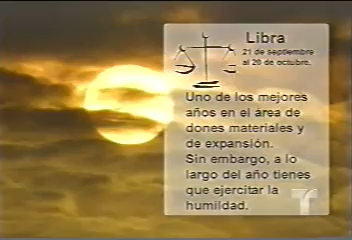 Libra
21 de septiembre
al 20 de octubre.
Uno de los mejores
años en el área de
dones materiales y
de expansión.
Sin embargo, a lo
largo del año tienes
que ejercitar la
humildad.